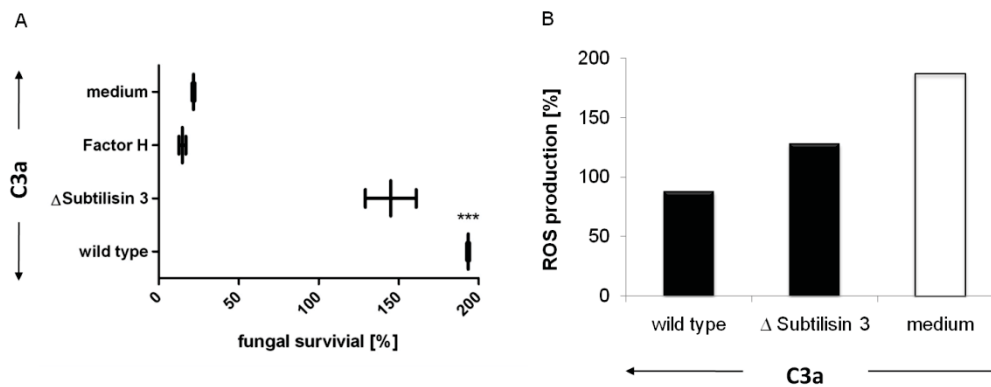 A
C3a
medium
Factor H
Δ Subtilisin 3
wild type
***
0
50
100
150
200
fungal survivial [%]
B
ROS production [%]
200
150
100
50
0
wild type
Δ Subtilisin 3
medium
C3a